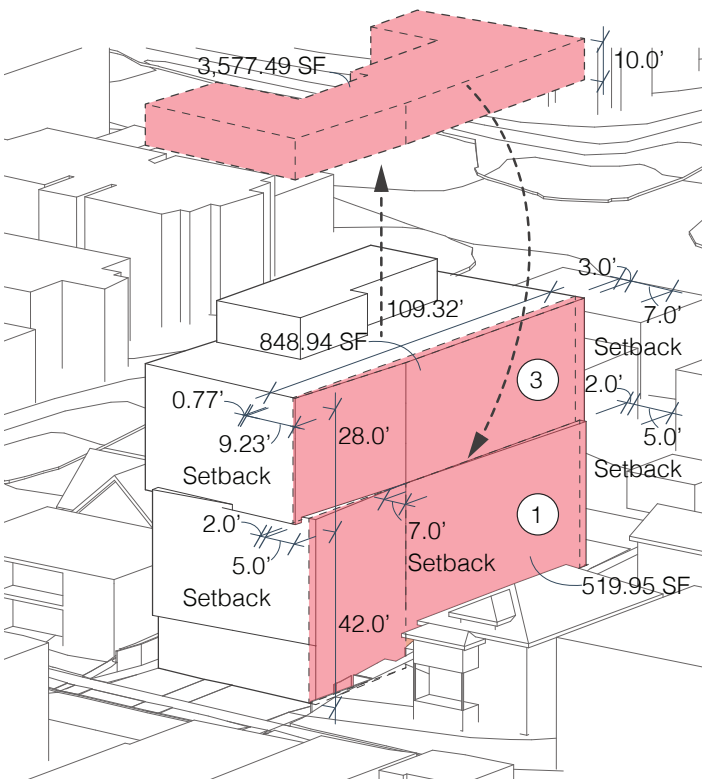 3,577.49 SF
10.0’
3.0’
109.32’
7.0’
848.94 SF
Setback
3
0.77’
2.0’
9.23’
28.0’
5.0’
Setback
Setback
2.0’
7.0’
1
5.0’
Setback
Setback
519.95 SF
42.0’